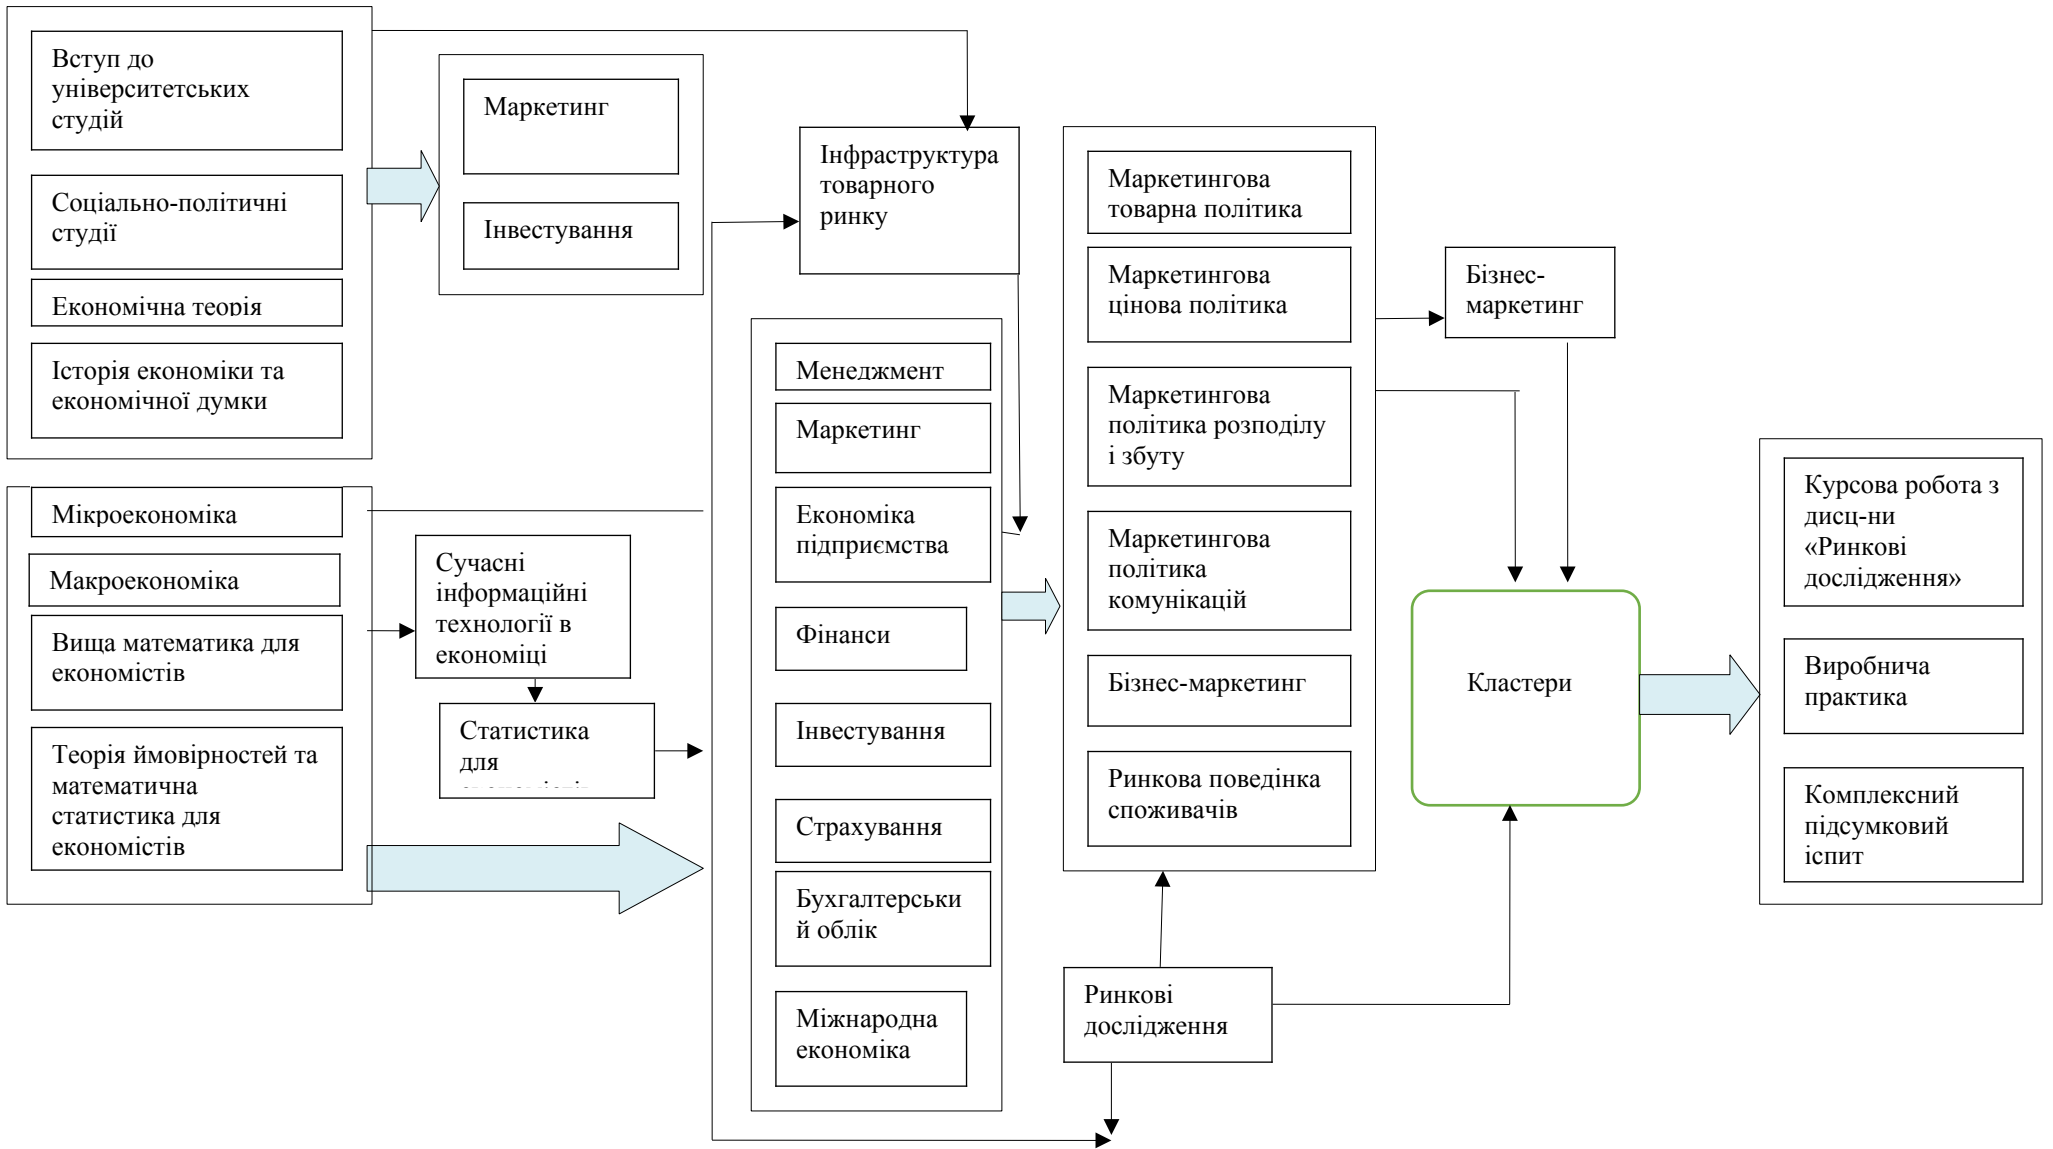 Вступ до
університетських
студій
Соціально-політичні
студії
Економічна теорія
Історія економіки та
економічної думки
Маркетинг
Інвестування
Мікроекономіка
Макроекономіка
Вища математика для
економістів
Теорія ймовірностей та
математична
статистика для
економістів
Сучасні
інформаційні
технології в
економіці
Статистика
для
Інфраструктура
товарного
ринку
Менеджмент
Маркетинг
Економіка
підприємства
Фінанси
Інвестування
Страхування
Бухгалтерськи
й облік
Міжнародна
економіка
Маркетингова
товарна політика
Маркетингова
цінова політика
Маркетингова
політика розподілу
і збуту
Маркетингова
політика
комунікацій
Бізнес-маркетинг
Ринкова поведінка
споживачів
Ринкові
дослідження
Бізнес-
маркетинг
Кластери
Курсова робота з
дисц-ни
«Ринкові
дослідження»
Виробнича
практика
Комплексний
підсумковий
іспит